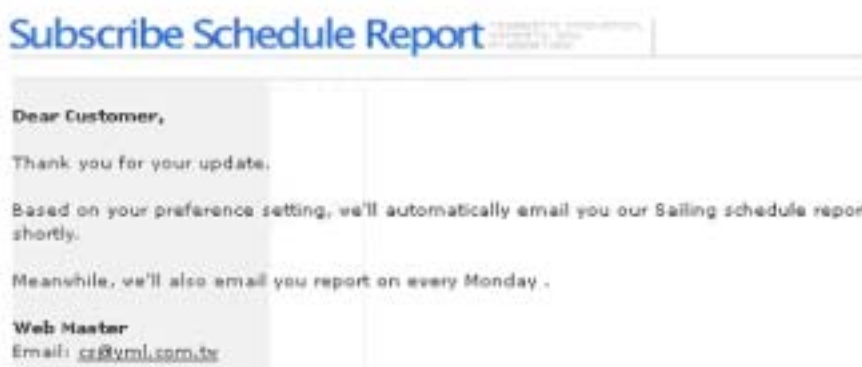 Subscribe Schedule Report
Dear Customer,
Thank you for your update.
Based on your preference setting, we'll automatically email you our Sailing schedule repor
shortly.
Meanwhile, we'll also email you report on every Monday .
Web Master
Email: cs@yml.com.tw